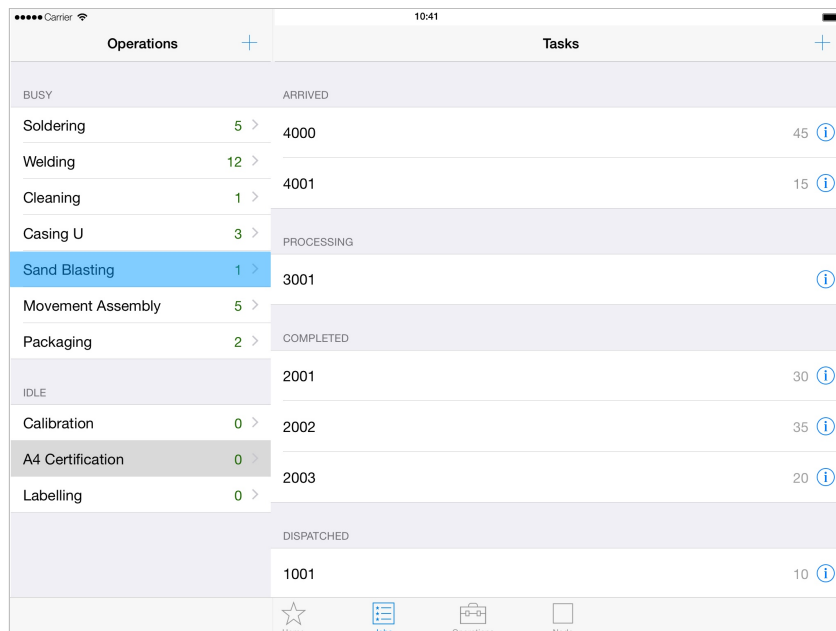 Carrier
10:41
Operations
Tasks
BUSY
Soldering 5
Welding 12
Cleaning 1
Casing U 3
Sand Blasting 1
Movement Assembly 5
Packaging 2
IDLE
Calibration 0
A4 Certification 0
Labelling 0
ARRIVED
4000 45
4001 15
PROCESSING
3001
COMPLETED
2001 30
2002 35
2003 20
DISPATCHED
1001 10